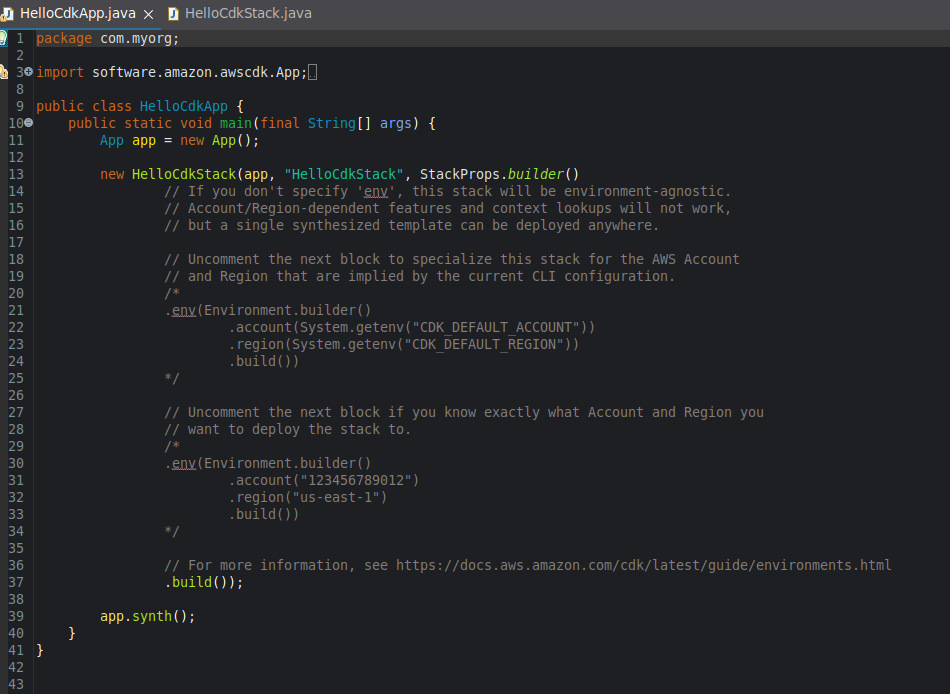 HelloCdkApp.java HelloCdkStack.java
1 package com.myorg;
2
3 import software.amazon.awscdk.App;
8
9 public class HelloCdkApp {
10     public static void main(final String[] args) {
11         App app = new App();
12
13         new HelloCdkStack(app, "HelloCdkStack", StackProps.builder()
14                 // If you don't specify 'env', this stack will be environment-agnostic.
15                 // Account/Region-dependent features and context lookups will not work,
16                 // but a single synthesized template can be deployed anywhere.
17
18                 // Uncomment the next block to specialize this stack for the AWS Account
19                 // and Region that are implied by the current CLI configuration.
20                 /*
21                 .env(Environment.builder()
22                         .account(System.getenv("CDK_DEFAULT_ACCOUNT"))
23                         .region(System.getenv("CDK_DEFAULT_REGION"))
24                         .build())
25                 */
26
27                 // Uncomment the next block if you know exactly what Account and Region you
28                 // want to deploy the stack to.
29                 /*
30                 .env(Environment.builder()
31                         .account("123456789012")
32                         .region("us-east-1")
33                         .build())
34                 */
35
36                 // For more information, see https://docs.aws.amazon.com/cdk/latest/guide/environments.html
37                 .build());
38
39         app.synth();
40     }
41 }
42
43